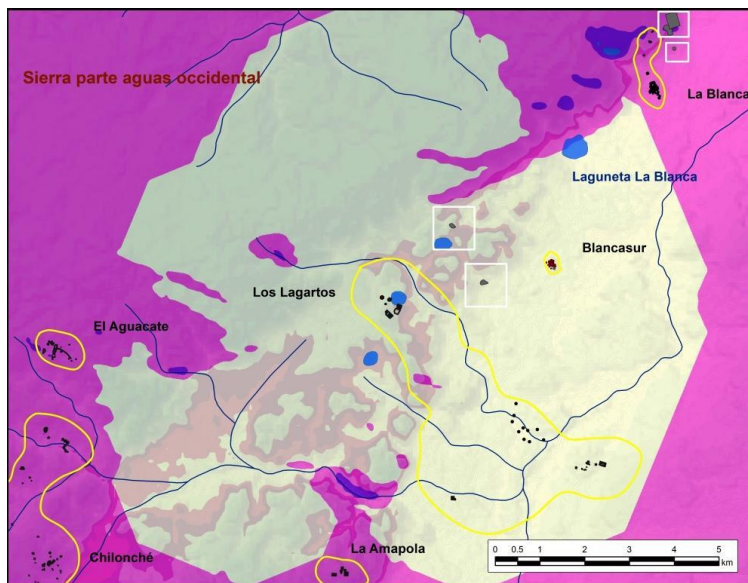 Sierra parte aguas occidental
La Blanca
Laguneta La Blanca
Blancasur
Los Lagartos
El Aguacate
La Amapola
Chilonché
0 0.5 1 2 3 4 5
km